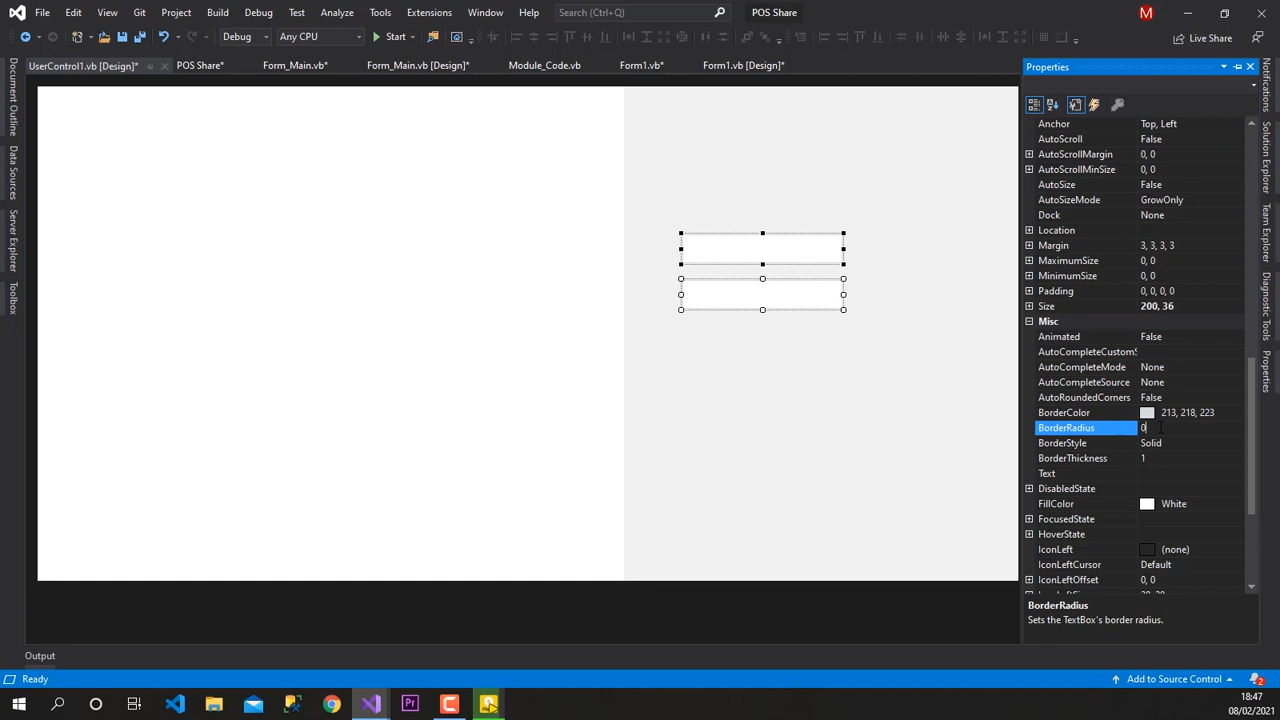 File Edit View Git Project Build Debug Test Analyze Tools Extensions Window Help Search (Ctrl+Q) POS Share M
Debug Any CPU Start Live Share
UserControl1.vb [Design]* POS Share* Form_Main.vb* Form_Main.vb [Design]* Module_Code.vb Form1.vb* Form1.vb [Design]*
Document Outline
Data Sources
Server Explorer
Toolbox
Properties
Anchor Top, Left
AutoScroll False
AutoScrollMargin 0, 0
AutoScrollMinSize 0, 0
AutoSize False
AutoSizeMode GrowOnly
Dock None
Location
Margin 3, 3, 3, 3
MaximumSize 0, 0
MinimumSize 0, 0
Padding 0, 0, 0, 0
Size 200, 36
Misc
Animated False
AutoCompleteCustomS
AutoCompleteMode None
AutoCompleteSource None
AutoRoundedCorners False
BorderColor 213, 218, 223
BorderRadius 0
BorderStyle Solid
BorderThickness 1
Text
DisabledState
FillColor White
FocusedState
HoverState
IconLeft (none)
IconLeftCursor Default
IconLeftOffset 0, 0
BorderRadius
Sets the TextBox's border radius.
Notifications
Solution Explorer
Team Explorer
Diagnostic Tools
Properties
Output
Ready Add to Source Control 2
Pr
18:47
08/02/2021